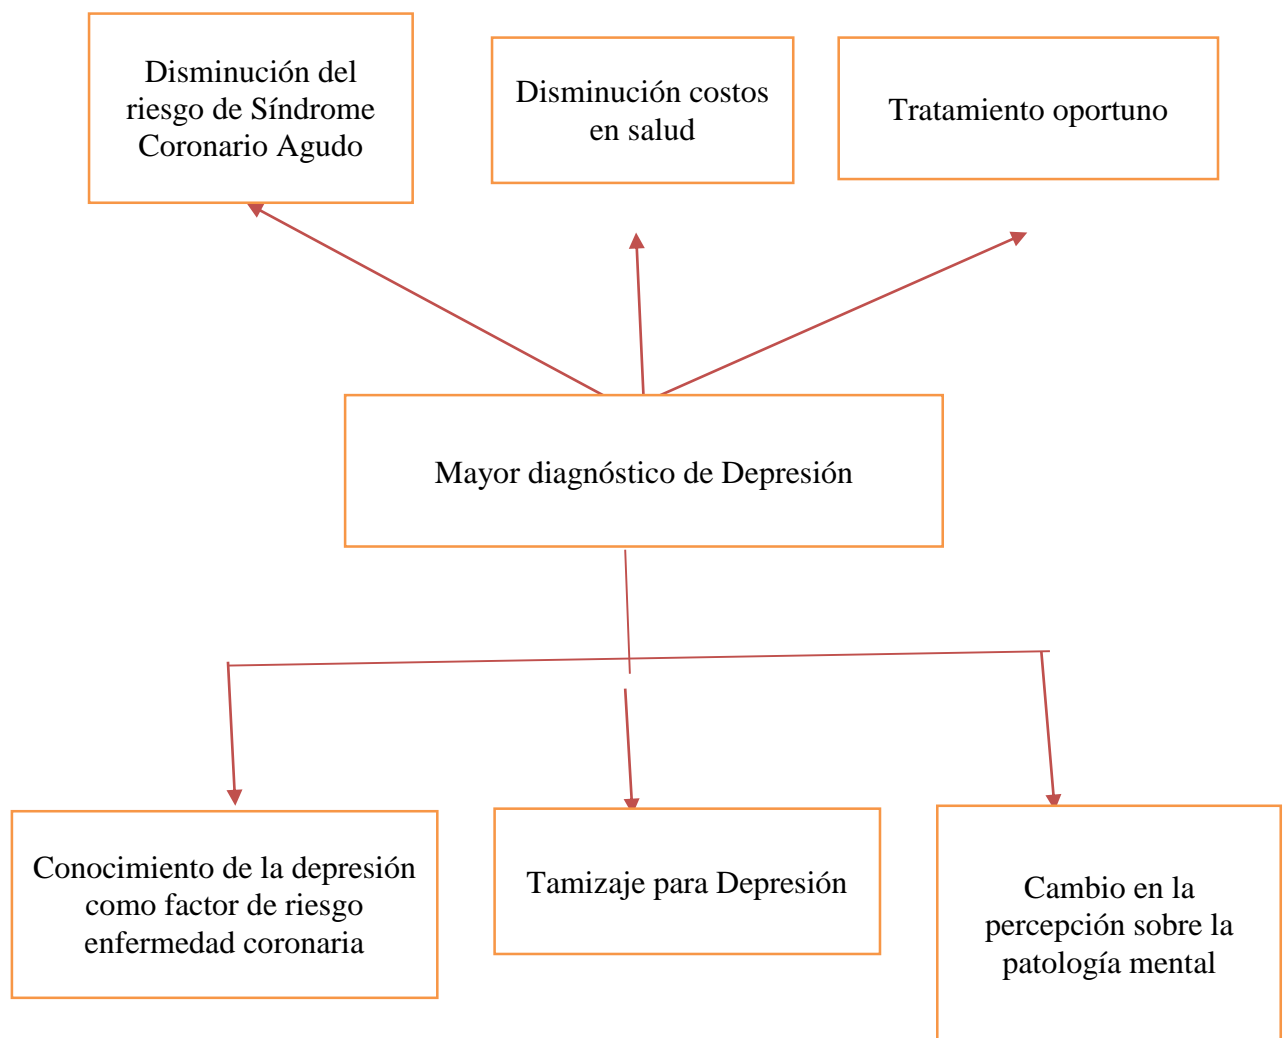 Disminución del
riesgo de Síndrome
Coronario Agudo
Disminución costos
en salud
Tratamiento oportuno
Mayor diagnóstico de Depresión
Conocimiento de la depresión
como factor de riesgo
enfermedad coronaria
Tamizaje para Depresión
Cambio en la
percepción sobre la
patología mental